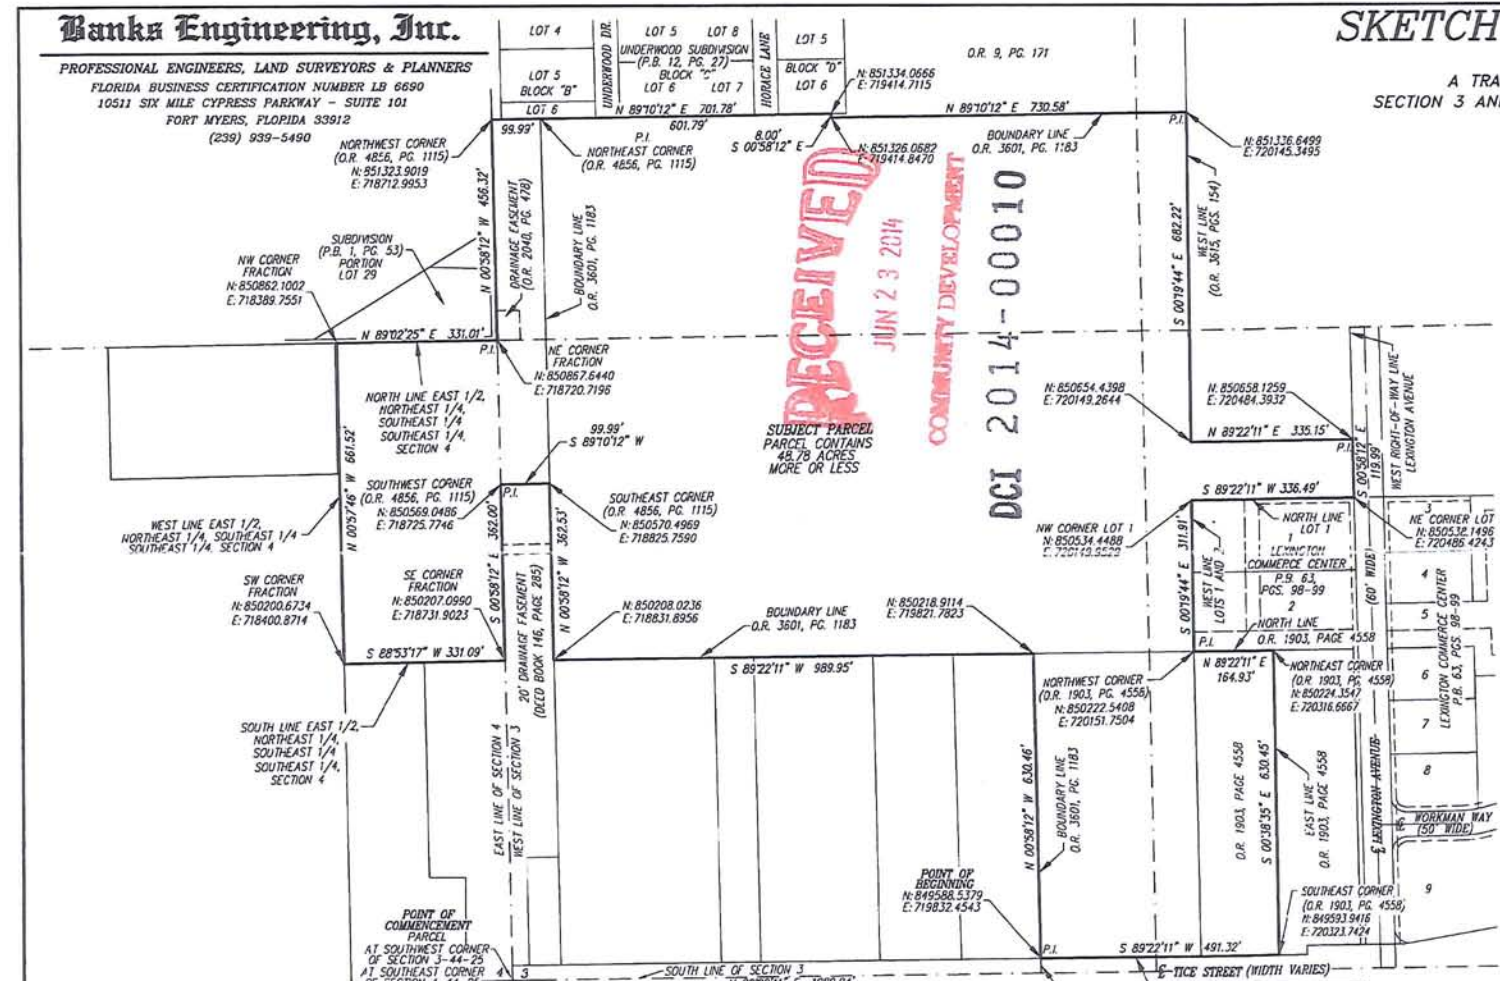 Banks Engineering, Inc.
PROFESSIONAL ENGINEERS, LAND SURVEYORS & PLANNERS
FLORIDA BUSINESS CERTIFICATION NUMBER LB 6690
10511 SIX MILE CYPRESS PARKWAY - SUITE 101
FORT MYERS, FLORIDA 33912
(239) 939-5490
SKETCH
A TRA
SECTION 3 AN
LOT 4
LOT 5
BLOCK "B"
LOT 6
UNDERWOOD DR.
LOT 5 LOT 8
UNDERWOOD SUBDIVISION
(P.B. 12, PG. 27)
BLOCK "C"
LOT 6 LOT 7
HORACE LANE
LOT 5
BLOCK "D"
LOT 6
O.R. 9, PG. 171
N: 851334.0666
E: 719414.7115
N 89°10'12" E 701.78'
N 89°10'12" E 730.58'
99.99'
601.79'
P.I.
NORTHEAST CORNER
(O.R. 4856, PG. 1115)
8.00'
S 00°58'12" E
N: 851326.0682
E: 719414.8470
BOUNDARY LINE
O.R. 3601, PG. 1183
P.I.
N: 851336.6499
E: 720145.3495
NORTHWEST CORNER
(O.R. 4856, PG. 1115)
N: 851323.9019
E: 718712.9953
N 00°58'12" W 456.32'
DRAINAGE EASEMENT
(O.R. 2040, PG. 478)
BOUNDARY LINE
O.R. 3601, PG. 1183
S 00°19'44" E 682.22'
WEST LINE
(O.R. 3615, PGS. 154)
SUBDIVISION
(P.B. 1, PG. 53)
PORTION
LOT 29
NW CORNER
FRACTION
N: 850862.1002
E: 718389.7551
N 89°02'25" E 331.01'
P.I.
NE CORNER
FRACTION
N: 850867.6440
E: 718720.7196
RECEIVED
JUN 23 2014
COMMUNITY DEVELOPMENT
DCI 2014-00010
NORTH LINE EAST 1/2,
NORTHEAST 1/4,
SOUTHEAST 1/4
SOUTHEAST 1/4,
SECTION 4
99.99'
S 89°10'12" W
SUBJECT PARCEL
PARCEL CONTAINS
48.78 ACRES
MORE OR LESS
N: 850654.4398
E: 720149.2644
N: 850658.1259
E: 720484.3932
N 89°22'11" E 335.15'
P.I.
S 00°58'12" E
119.99'
WEST RIGHT-OF-WAY LINE
LEXINGTON AVENUE
N 00°57'46" W 661.52'
SOUTHWEST CORNER
(O.R. 4856, PG. 1115)
N: 850569.0486
E: 718725.7746
P.I.
SOUTHEAST CORNER
(O.R. 4856, PG. 1115)
N: 850570.4969
E: 718825.7590
S 89°22'11" W 336.49'
WEST LINE EAST 1/2,
NORTHEAST 1/4, SOUTHEAST 1/4
SOUTHEAST 1/4, SECTION 4
S 00°58'12" E 362.00'
N 00°58'12" W 362.53'
NW CORNER LOT 1
N: 850534.4488
S 00°19'44" E 311.91'
WEST LINE
LOTS 1 AND 2
NORTH LINE
LOT 1
1
LEXINGTON
COMMERCE CENTER
P.B. 63,
PGS. 98-99
2
NORTH LINE
O.R. 1903, PAGE 4558
(60' WIDE)
3
NE CORNER LOT
N: 850538.1496
E: 720486.4243
4
5
6
7
8
9
LEXINGTON COMMERCE CENTER
P.B. 63, PGS. 98-99
SW CORNER
FRACTION
N: 850200.6734
E: 718400.8714
SE CORNER
FRACTION
N: 850207.0990
E: 718731.9023
S 88°53'17" W 331.09'
20' DRAINAGE EASEMENT
(DEED BOOK 146, PAGE 285)
N: 850208.0236
E: 718831.8956
BOUNDARY LINE
O.R. 3601, PG. 1183
N: 850218.9114
E: 719821.7823
S 89°22'11" W 989.95'
P.I.
N 89°22'11" E
164.93'
NORTHWEST CORNER
(O.R. 1903, PG. 4558)
N: 850222.5408
E: 720151.7504
NORTHEAST CORNER
(O.R. 1903, PG. 4558)
N: 850224.3547
E: 720316.6667
SOUTH LINE EAST 1/2,
NORTHEAST 1/4,
SOUTHEAST 1/4
SOUTHEAST 1/4,
SECTION 4
EAST LINE OF SECTION 4
WEST LINE OF SECTION 3
N 00°58'12" W 630.46'
BOUNDARY LINE
O.R. 3601, PG. 1183
O.R. 1903, PAGE 4558
S 00°38'35" E 630.45'
EAST LINE
O.R. 1903, PAGE 4558
℄ LEXINGTON AVENUE
℄ WORKMAN WAY
(50' WIDE)
POINT OF
BEGINNING
N: 849588.5379
E: 719832.4543
SOUTHEAST CORNER
(O.R. 1903, PG. 4558)
N: 849593.9416
E: 720323.7424
POINT OF
COMMENCEMENT
PARCEL
AT SOUTHWEST CORNER
OF SECTION 3-44-25
AT SOUTHEAST CORNER
4 3
P.I.
S 89°22'11" W 491.32'
SOUTH LINE OF SECTION 3
℄ TICE STREET (WIDTH VARIES)